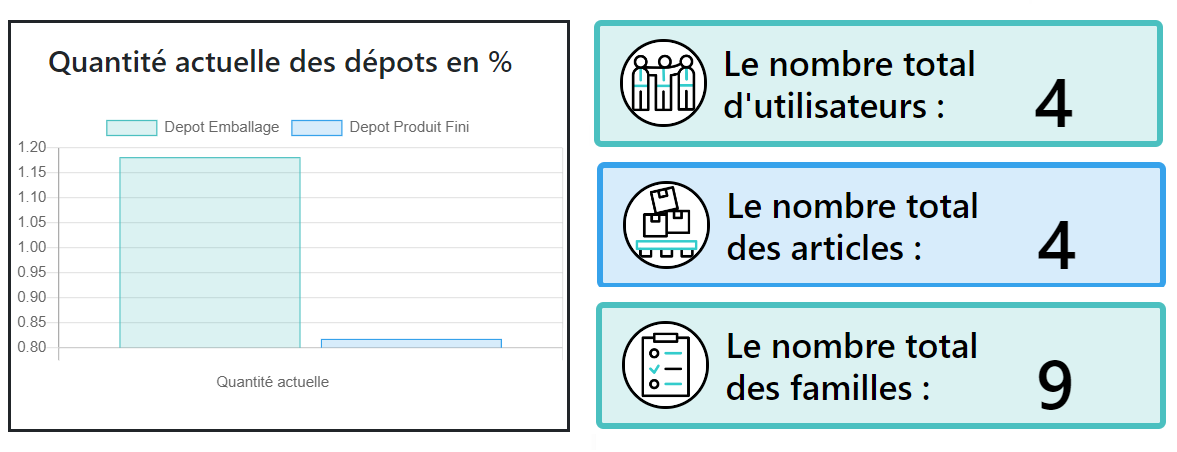 Quantité actuelle des dépots en %
Depot Emballage
Depot Produit Fini
1.20
1.15
1.10
1.05
1.00
0.95
0.90
0.85
0.80
Quantité actuelle
Le nombre total
d'utilisateurs :
4
Le nombre total
des articles :
4
Le nombre total
des familles :
9